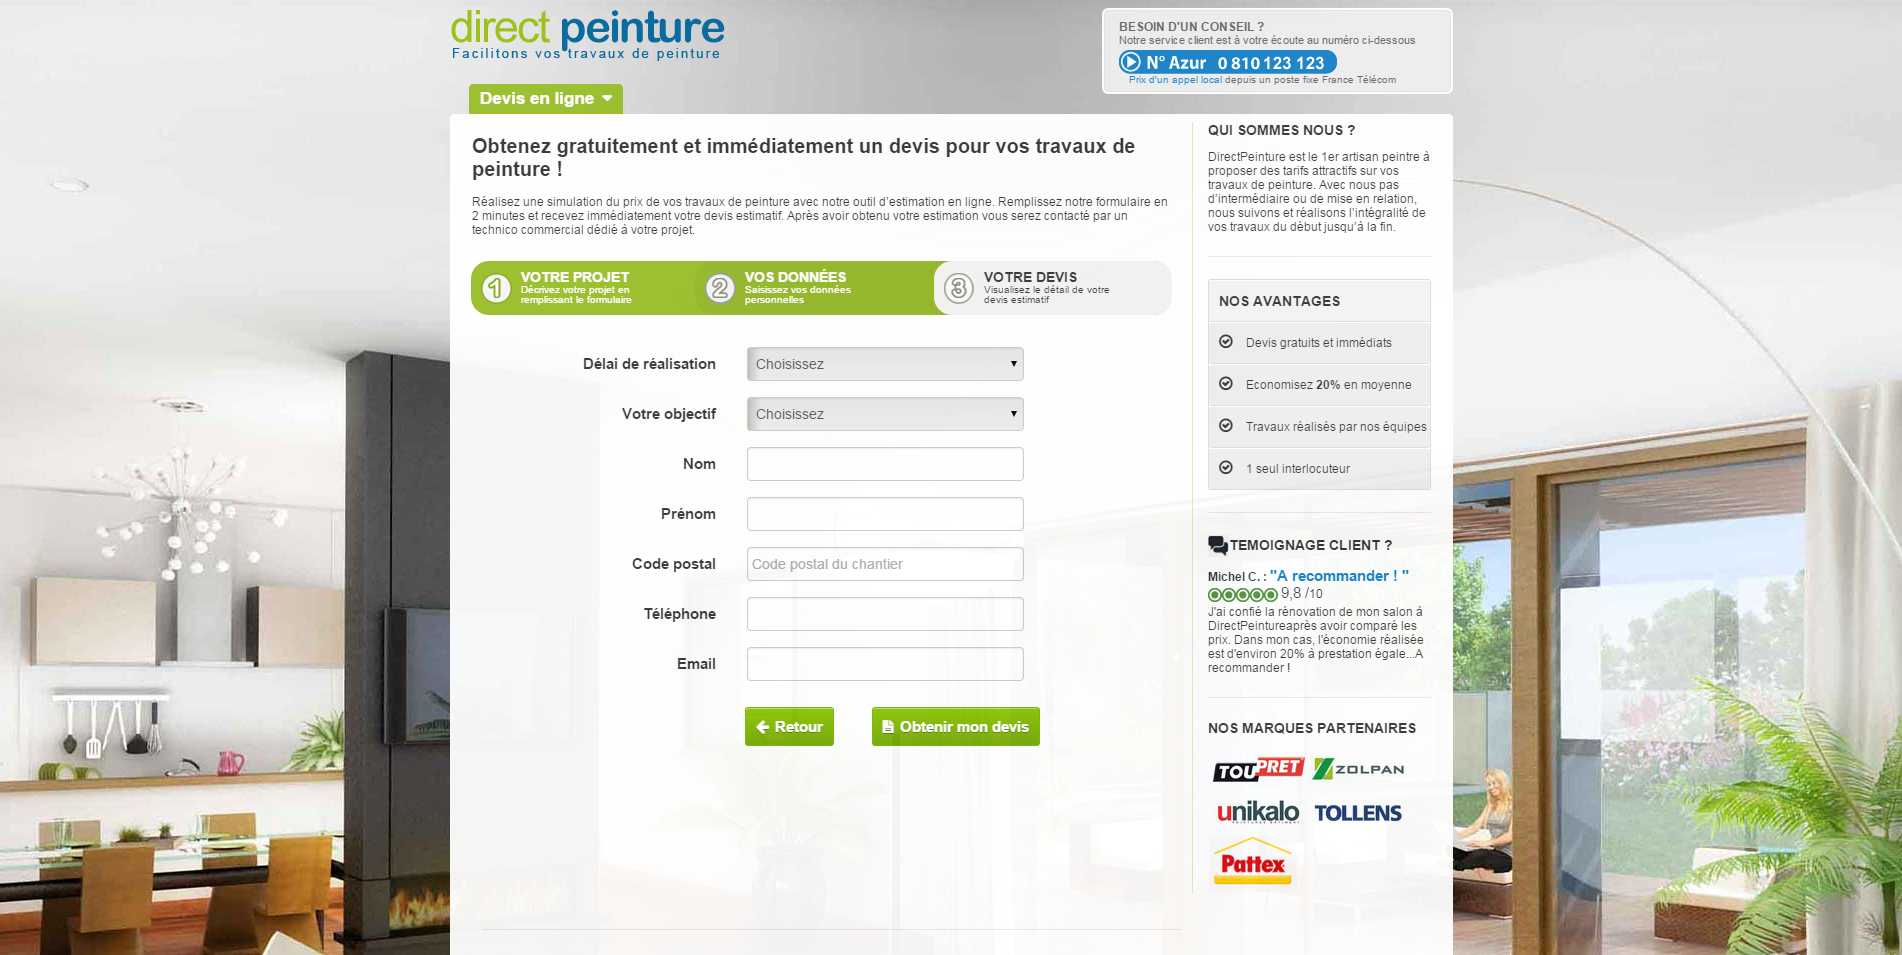 direct peinture
Facilitons vos travaux de peinture
BESOIN D'UN CONSEIL ?
Notre service client est à votre écoute au numéro ci-dessous
N° Azur 0 810 123 123
Prix d'un appel local depuis un poste fixe France Télécom
Devis en ligne
Obtenez gratuitement et immédiatement un devis pour vos travaux de
peinture !
Réalisez une simulation du prix de vos travaux de peinture avec notre outil d'estimation en ligne. Remplissez notre formulaire en
2 minutes et recevez immédiatement votre devis estimatif. Après avoir obtenu votre estimation vous serez contacté par un
technico commercial dédié à votre projet.
1 VOTRE PROJET
Décrivez votre projet en
remplissant le formulaire
2 VOS DONNÉES
Saisissez vos données
personnelles
3 VOTRE DEVIS
Visualisez le détail de votre
devis estimatif
Délai de réalisation Choisissez
Votre objectif Choisissez
Nom
Prénom
Code postal Code postal du chantier
Téléphone
Email
Retour Obtenir mon devis
QUI SOMMES NOUS ?
DirectPeinture est le 1er artisan peintre à
proposer des tarifs attractifs sur vos
travaux de peinture. Avec nous pas
d'intermédiaire ou de mise en relation,
nous suivons et réalisons l'intégralité de
vos travaux du début jusqu'à la fin.
NOS AVANTAGES
Devis gratuits et immédiats
Economisez 20% en moyenne
Travaux réalisés par nos équipes
1 seul interlocuteur
TEMOIGNAGE CLIENT ?
Michel C. : "A recommander ! "
9,8 /10
J'ai confié la rénovation de mon salon à
DirectPeintureaprès avoir comparé les
prix. Dans mon cas, l'économie réalisée
est d'environ 20% à prestation égale...A
recommander !
NOS MARQUES PARTENAIRES
TOUPRET ZOLPAN
unikalo TOLLENS
Pattex